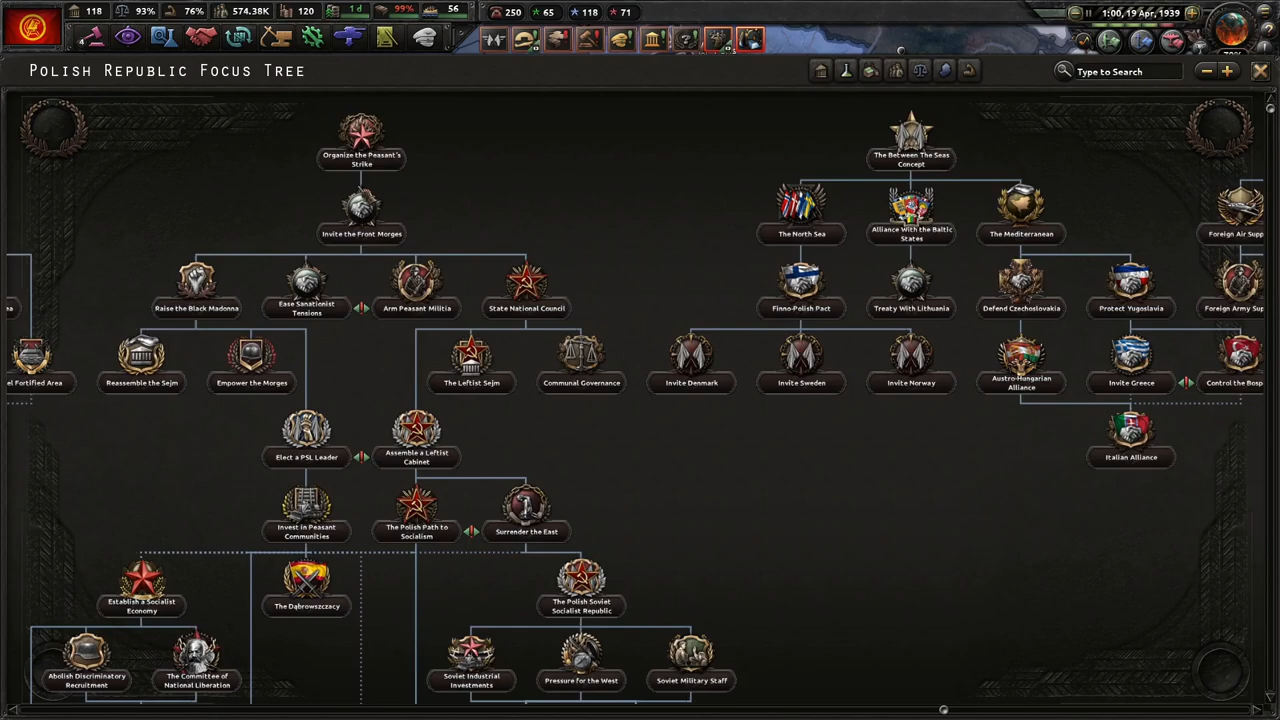 118
93%
76%
574.38K
120
1 d
99%
56
250
65
118
71
1:00, 19 Apr, 1939
Polish Republic Focus Tree
Type to Search
Organize the Peasant's
Strike
The Between The Seas
Concept
Invite the Front Morges
The North Sea
Alliance With the Baltic
States
The Mediterranean
Foreign Air Supp
Raise the Black Madonna
Ease Sanationist
Tensions
Arm Peasant Militia
State National Council
Finno-Polish Pact
Treaty With Lithuania
Defend Czechoslovakia
Protect Yugoslavia
Foreign Army Sup
el Fortified Area
Reassemble the Sejm
Empower the Morges
The Leftist Sejm
Communal Governance
Invite Denmark
Invite Sweden
Invite Norway
Austro-Hungarian
Alliance
Invite Greece
Control the Bosp
Elect a PSL Leader
Assemble a Leftist
Cabinet
Italian Alliance
Invest in Peasant
Communities
The Polish Path to
Socialism
Surrender the East
Establish a Socialist
Economy
The Dąbrowszczacy
The Polish Soviet
Socialist Republic
Abolish Discriminatory
Recruitment
The Committee of
National Liberation
Soviet Industrial
Investments
Pressure for the West
Soviet Military Staff